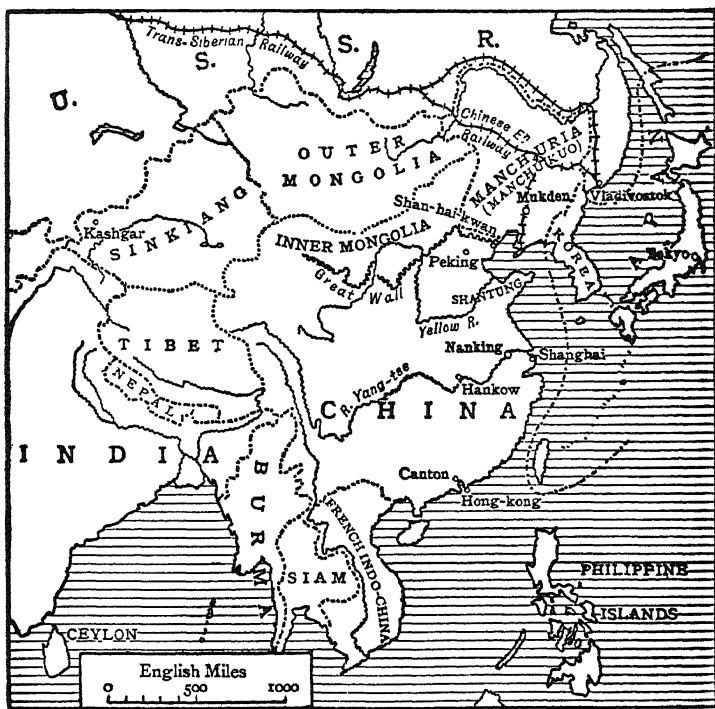 Trans-Siberian Railway
U. S. S. R.
OUTER
MONGOLIA
Chinese En
Railway
MANCHURIA
(MANCHUKUO)
Mukden
Vladivostok
SINKIANG
Kashgar
Shan-hai-kwan
INNER MONGOLIA
Peking
KOREA
Tokyo
Great Wall
SHANTUNG
Yellow R.
TIBET
Nanking
Shanghai
NEPAL
R. Yang-tse
Hankow
CHINA
INDIA
BURMA
Canton
Hong-kong
FRENCH INDO-CHINA
SIAM
PHILIPPINE
ISLANDS
CEYLON
English Miles
0 500 1000